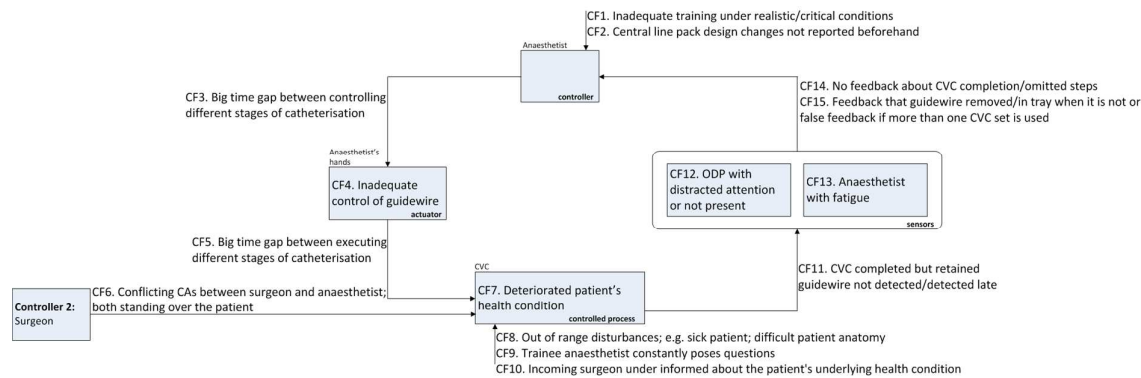 CF1. Inadequate training under realistic/critical conditions
CF2. Central line pack design changes not reported beforehand
Anaesthetist
controller
CF3. Big time gap between controlling
different stages of catheterisation
CF14. No feedback about CVC completion/omitted steps
CF15. Feedback that guidewire removed/in tray when it is not or
false feedback if more than one CVC set is used
Anaesthetist's
hands
CF4. Inadequate
control of guidewire
actuator
CF12. ODP with
distracted attention
or not present
CF13. Anaesthetist
with fatigue
sensors
CF5. Big time gap between executing
different stages of catheterisation
CF11. CVC completed but retained
guidewire not detected/detected late
CVC
CF7. Deteriorated patient's
health condition
controlled process
Controller 2:
Surgeon
CF6. Conflicting CAs between surgeon and anaesthetist;
both standing over the patient
CF8. Out of range disturbances; e.g. sick patient; difficult patient anatomy
CF9. Trainee anaesthetist constantly poses questions
CF10. Incoming surgeon under informed about the patient's underlying health condition